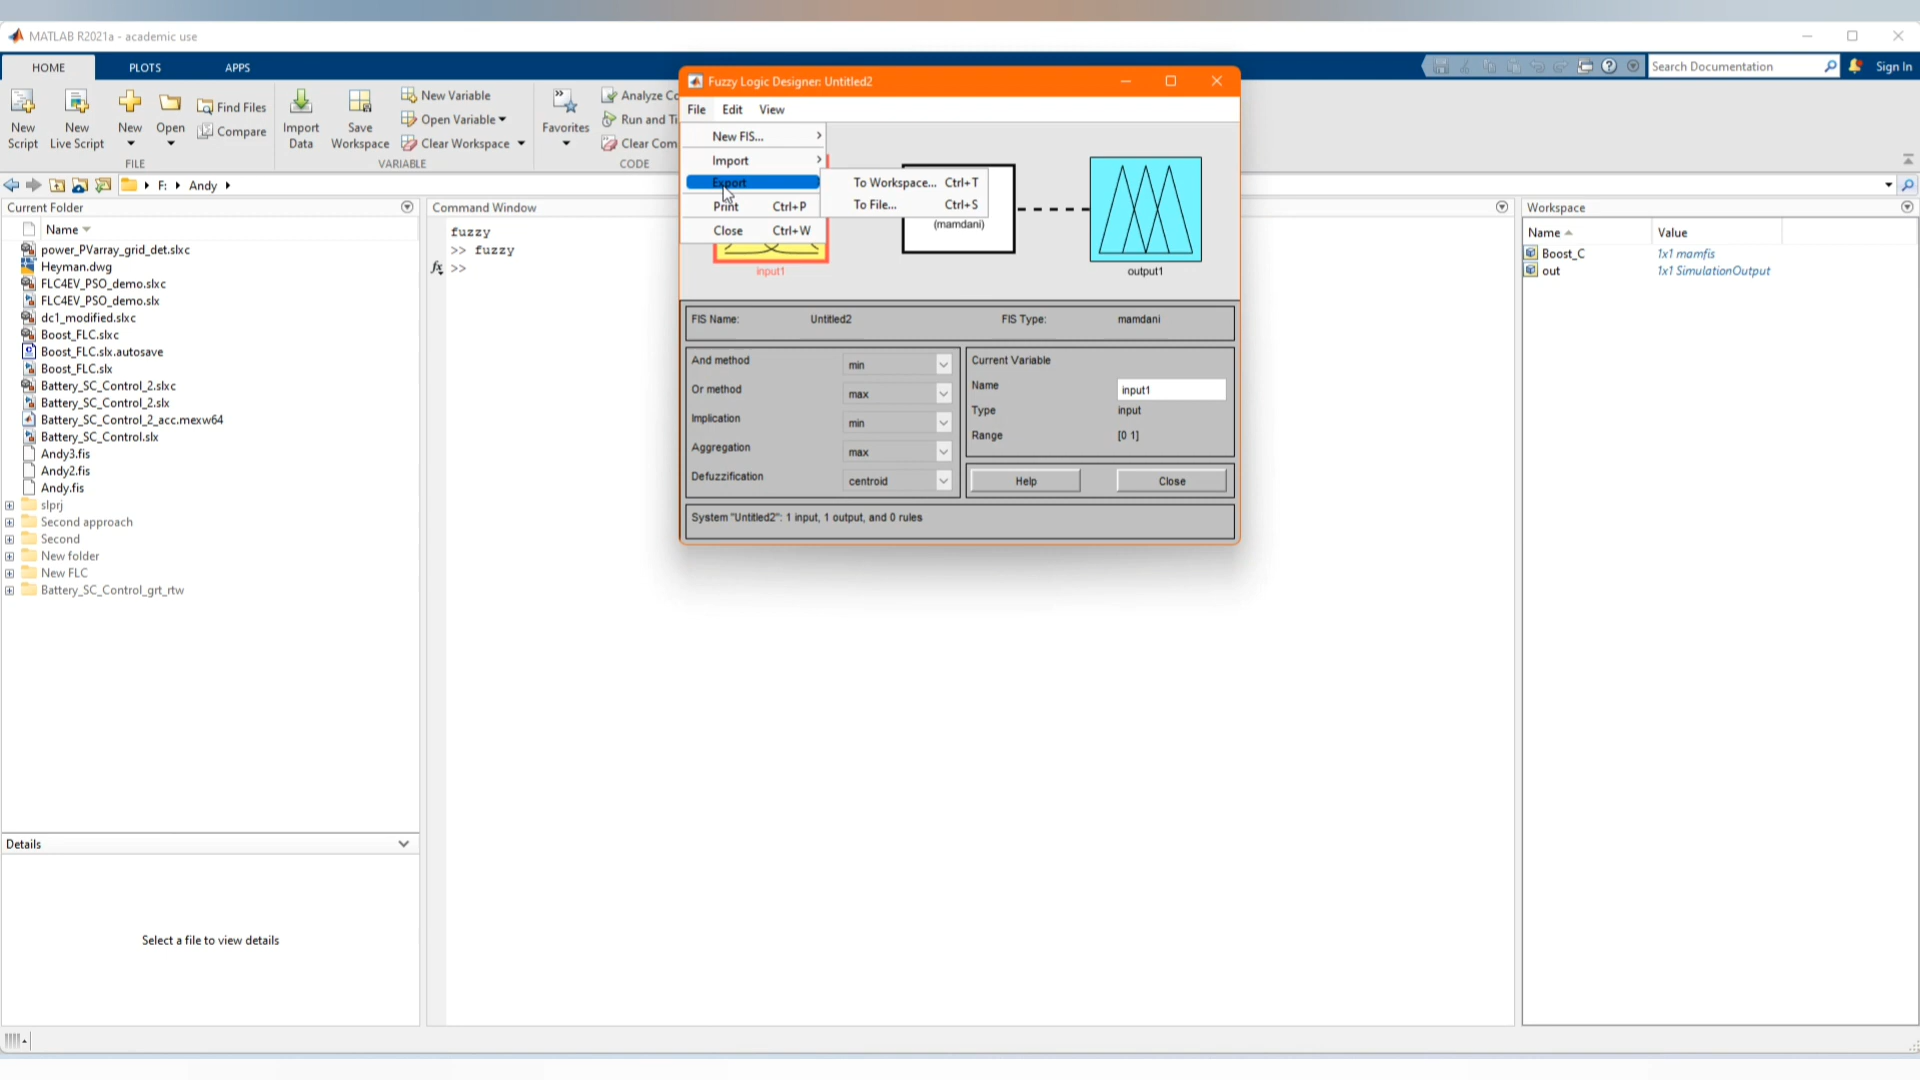 MATLAB R2021a - academic use
HOME PLOTS APPS
Search Documentation
Sign In
New Script
New Live Script
New
Open
Find Files
Compare
FILE
Import Data
Save Workspace
New Variable
Open Variable
Clear Workspace
VARIABLE
Favorites
Analyze Co
Run and Ti
Clear Com
CODE
F: Andy
Current Folder
Name
power_PVarray_grid_det.slxc
Heyman.dwg
FLC4EV_PSO_demo.slxc
FLC4EV_PSO_demo.slx
dc1_modified.slxc
Boost_FLC.slxc
Boost_FLC.slx.autosave
Boost_FLC.slx
Battery_SC_Control_2.slxc
Battery_SC_Control_2.slx
Battery_SC_Control_2_acc.mexw64
Battery_SC_Control.slx
Andy3.fis
Andy2.fis
Andy.fis
slprj
Second approach
Second
New folder
New FLC
Battery_SC_Control_grt_rtw
Details
Select a file to view details
Command Window
fuzzy
>> fuzzy
fx >>
Fuzzy Logic Designer: Untitled2
File Edit View
New FIS...
Import
Export
Print Ctrl+P
Close Ctrl+W
To Workspace... Ctrl+T
To File... Ctrl+S
(mamdani)
input1
output1
FIS Name: Untitled2 FIS Type: mamdani
And method min
Or method max
Implication min
Aggregation max
Defuzzification centroid
Current Variable
Name input1
Type input
Range [0 1]
Help Close
System "Untitled2": 1 input, 1 output, and 0 rules
Workspace
Name Value
Boost_C 1x1 mamfis
out 1x1 SimulationOutput